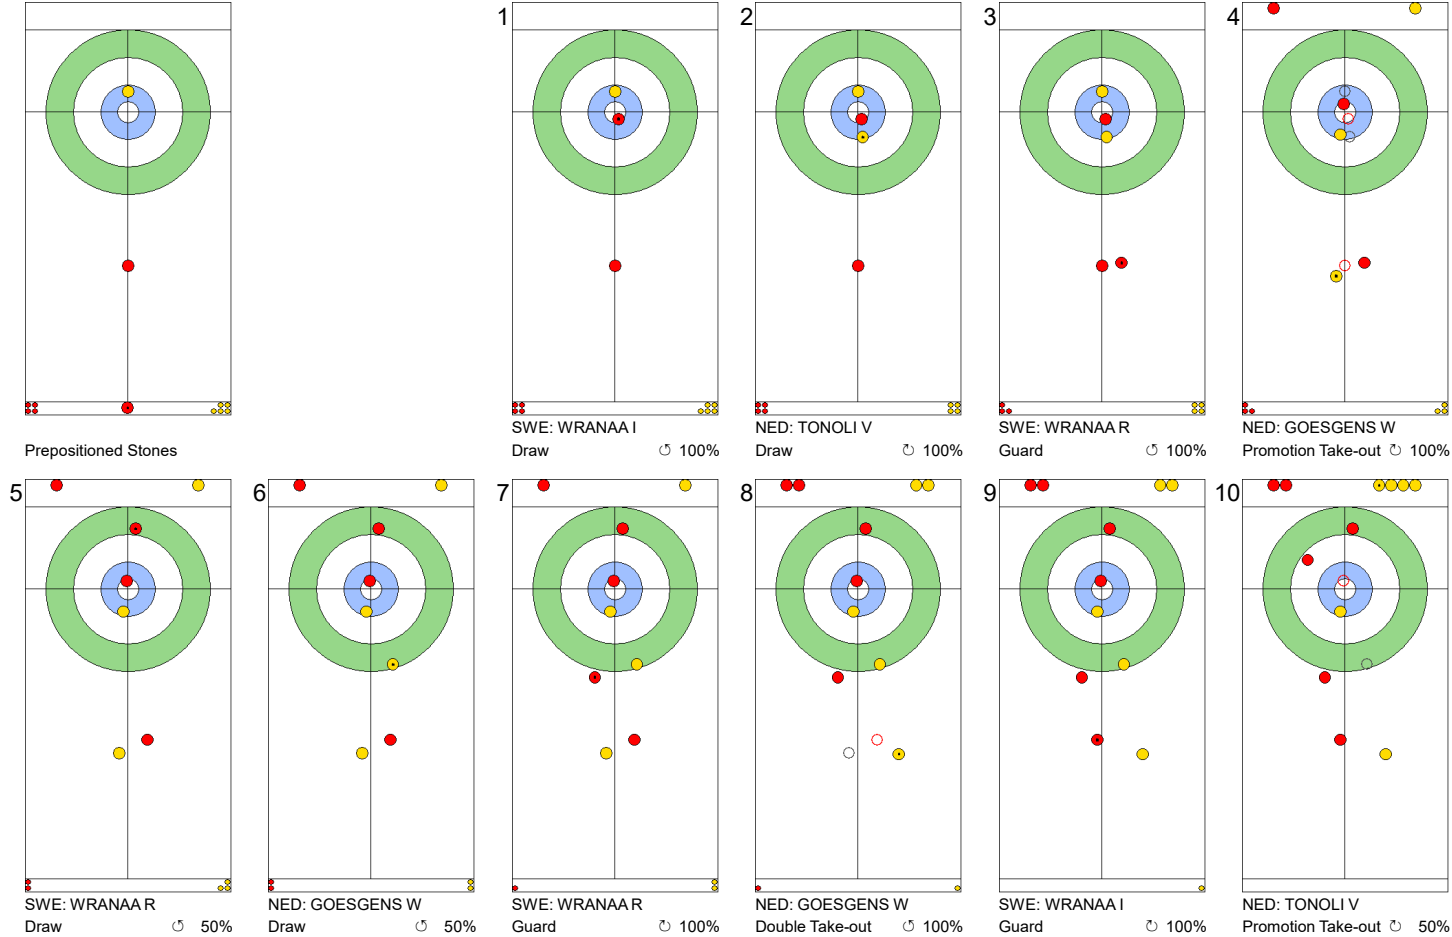 1
2
3
4
Prepositioned Stones
SWE: WRANAA I
Draw 100%
NED: TONOLI V
Draw 100%
SWE: WRANAA R
Guard 100%
NED: GOESGENS W
Promotion Take-out 100%
5
6
7
8
9
10
SWE: WRANAA R
Draw 50%
NED: GOESGENS W
Draw 50%
SWE: WRANAA R
Guard 100%
NED: GOESGENS W
Double Take-out 100%
SWE: WRANAA I
Guard 100%
NED: TONOLI V
Promotion Take-out 50%